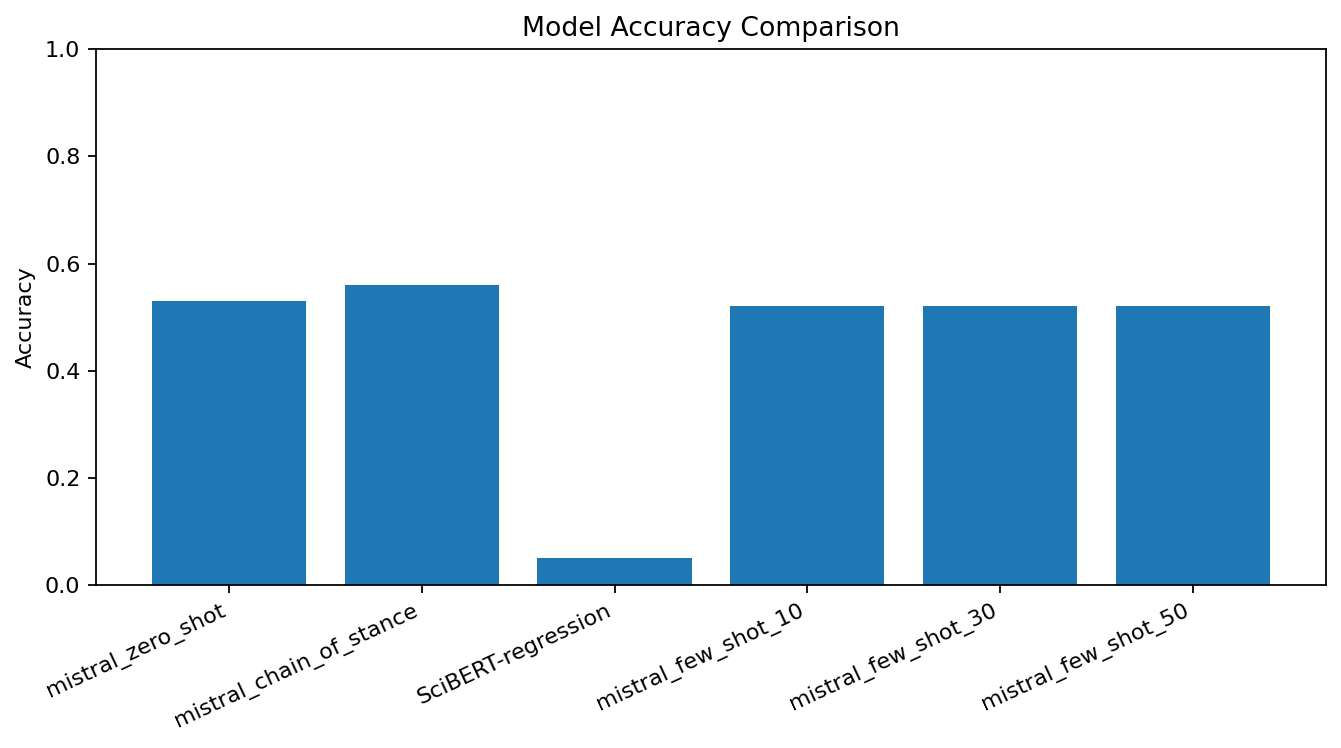 Model Accuracy Comparison
Accuracy
1.0
0.8
0.6
0.4
0.2
0.0
mistral_zero_shot
mistral_chain_of_stance
SciBERT-regression
mistral_few_shot_10
mistral_few_shot_30
mistral_few_shot_50